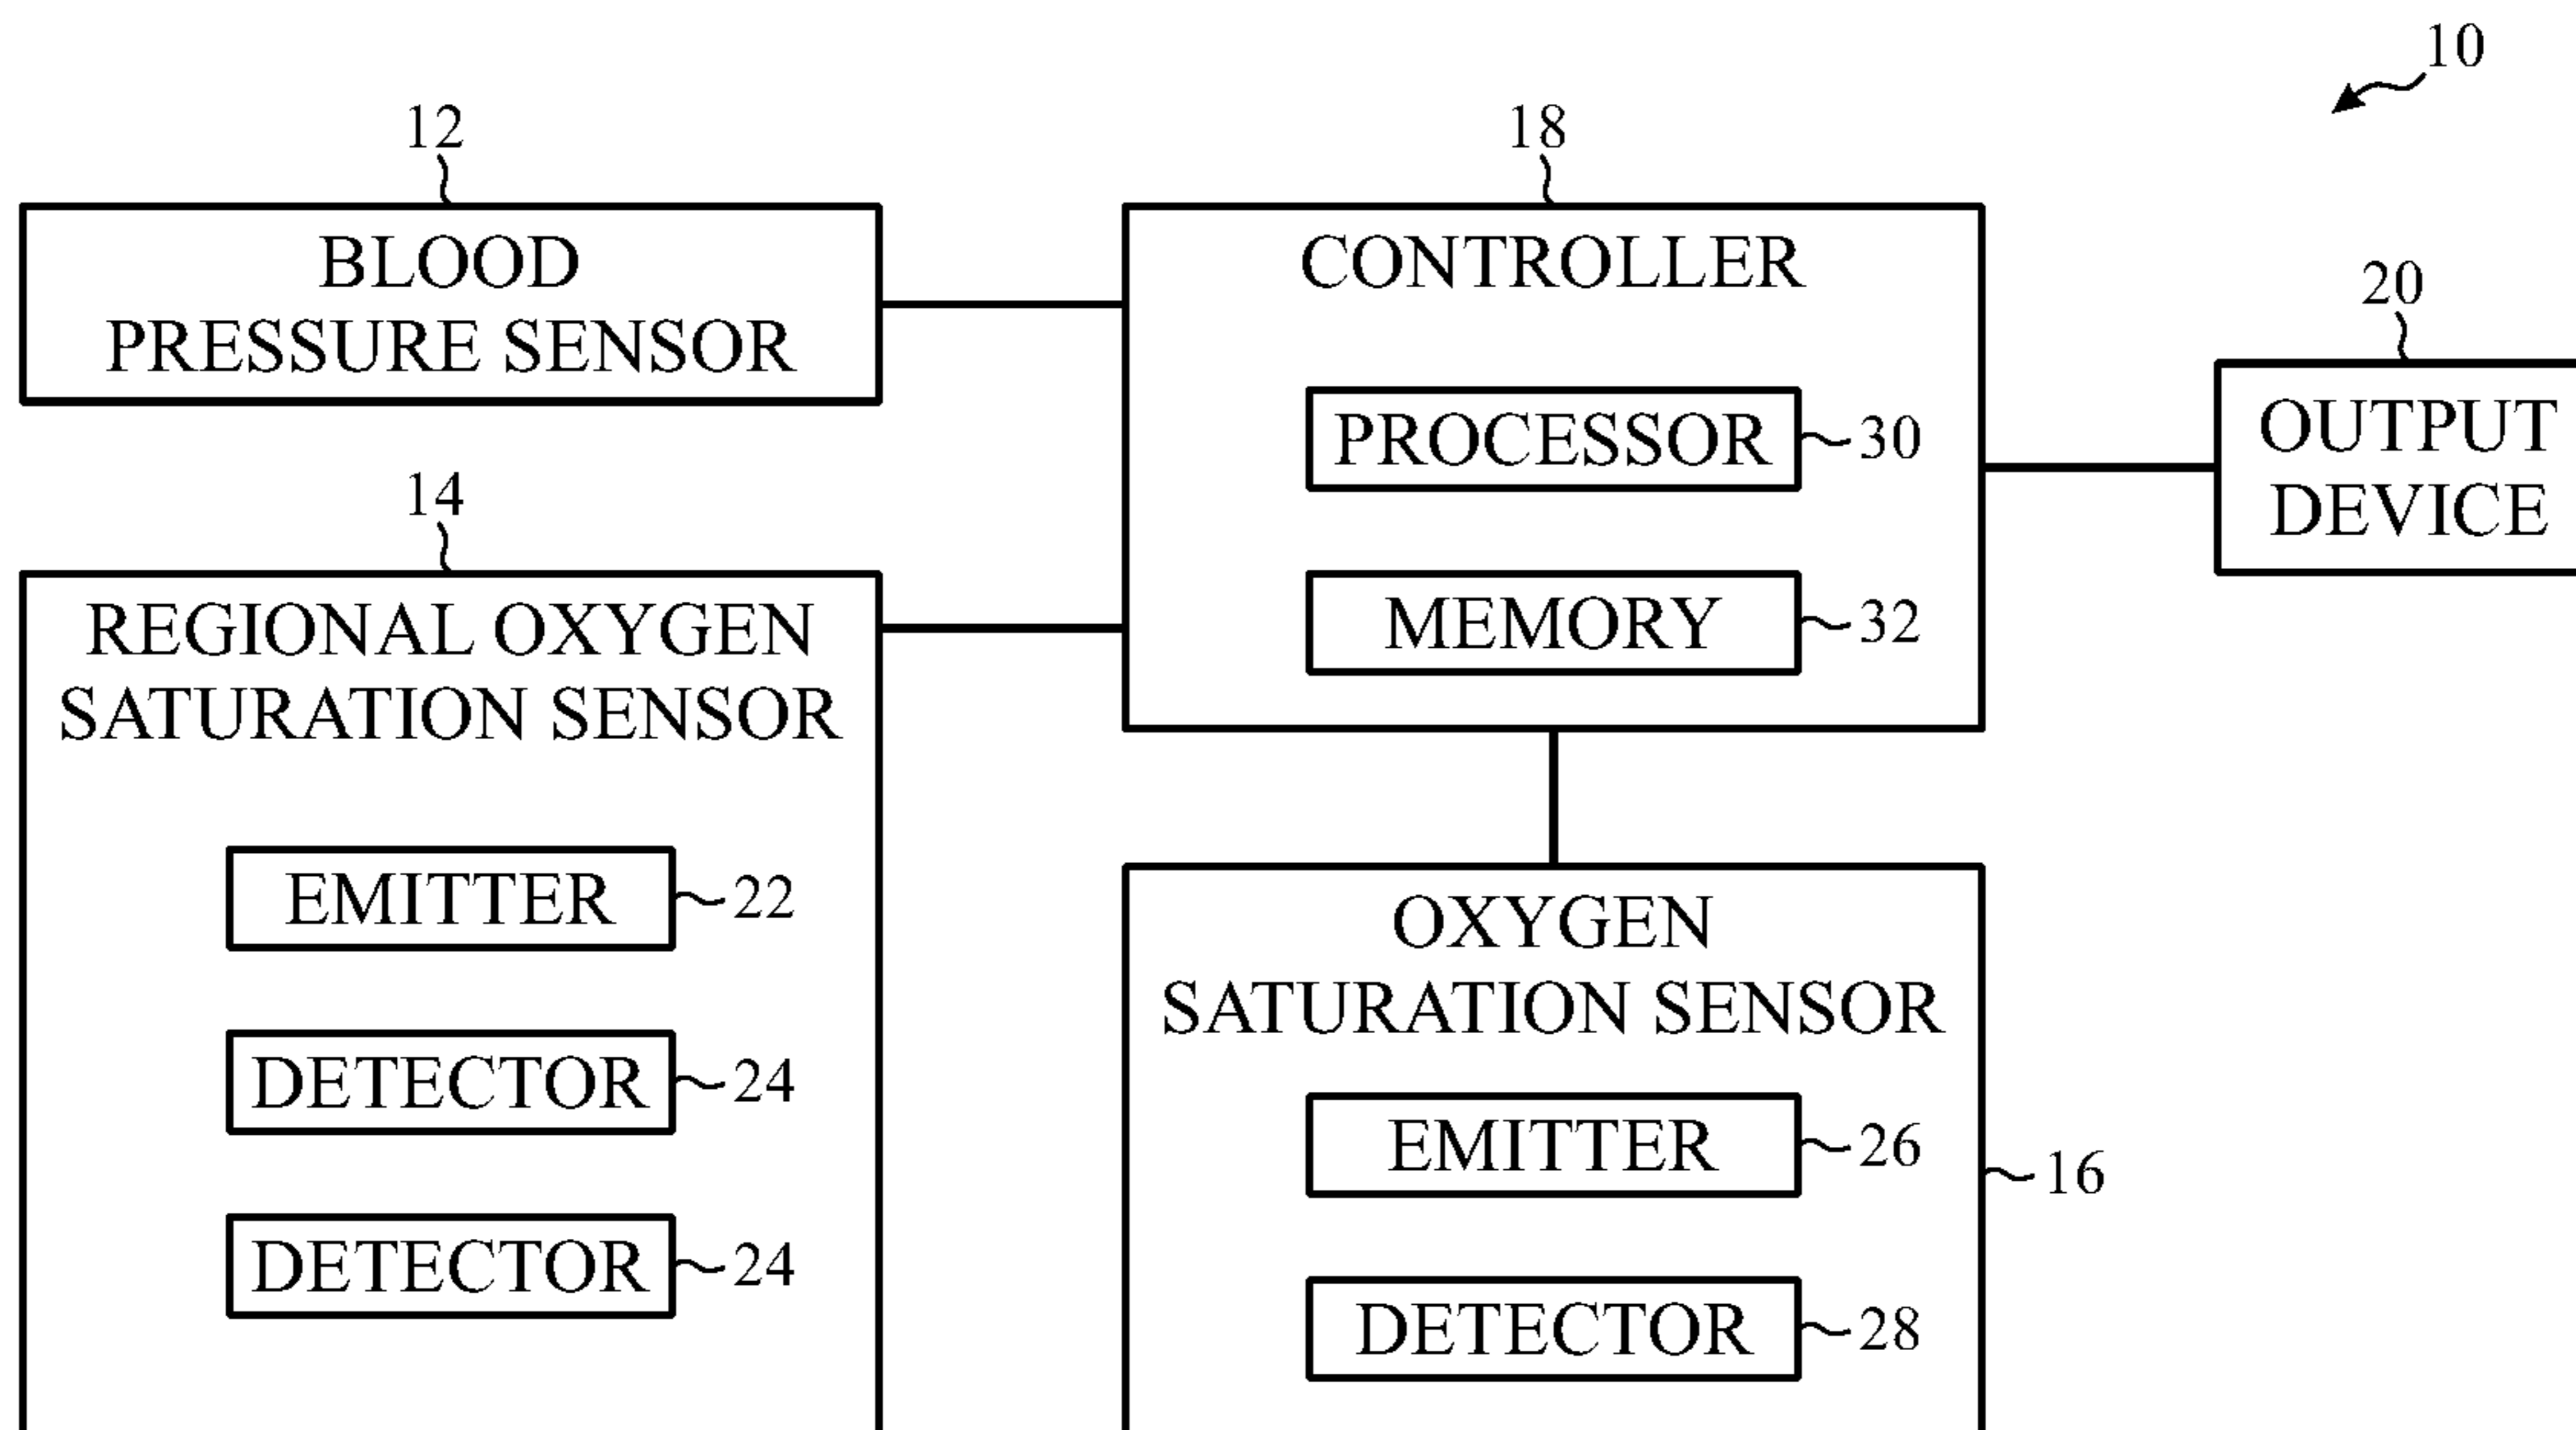 10
12
BLOOD
PRESSURE SENSOR
14
REGIONAL OXYGEN
SATURATION SENSOR
EMITTER 22
DETECTOR 24
DETECTOR 24
18
CONTROLLER
PROCESSOR 30
MEMORY 32
20
OUTPUT
DEVICE
OXYGEN
SATURATION SENSOR
16
EMITTER 26
DETECTOR 28